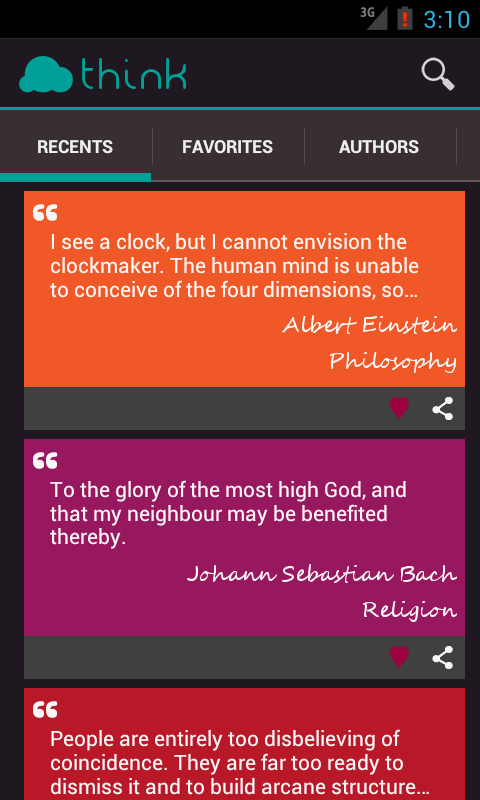 3G
3:10
think
RECENTS FAVORITES AUTHORS
❝
I see a clock, but I cannot envision the
clockmaker. The human mind is unable
to conceive of the four dimensions, so...
Albert Einstein
Philosophy
❝
To the glory of the most high God, and
that my neighbour may be benefited
thereby.
Johann Sebastian Bach
Religion
❝
People are entirely too disbelieving of
coincidence. They are far too ready to
dismiss it and to build arcane structure...